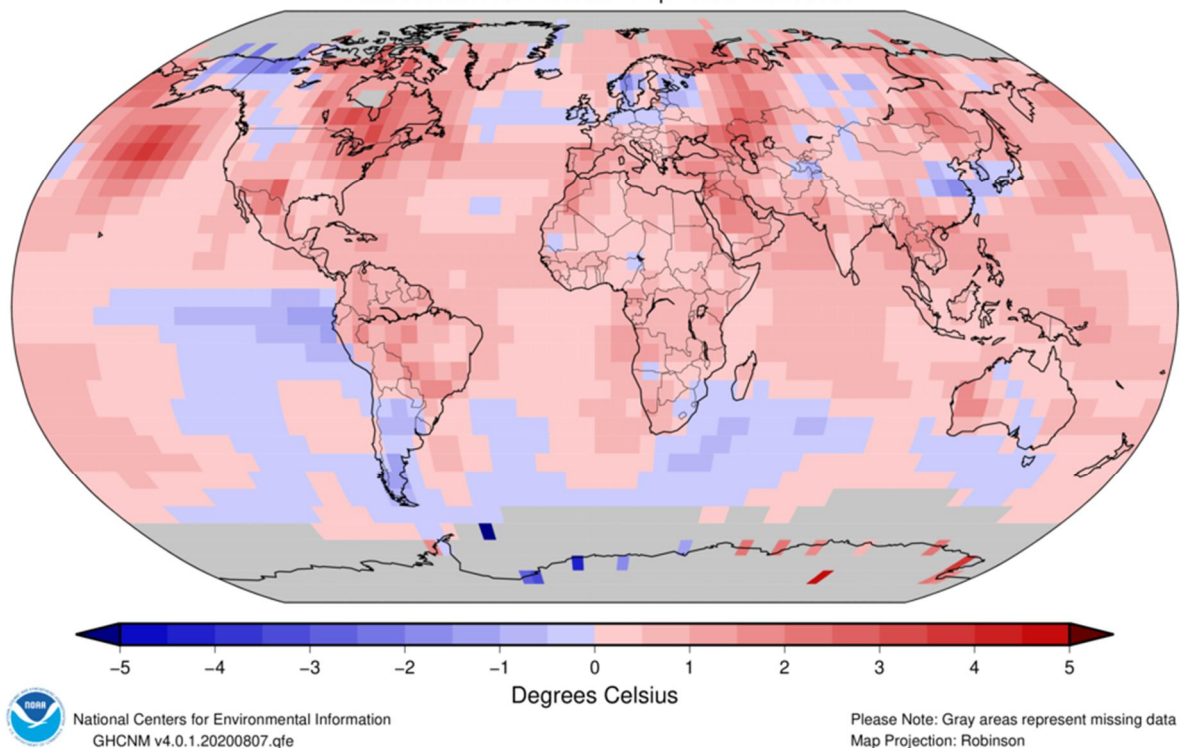 −5 −4 −3 −2 −1 0 1 2 3 4 5
Degrees Celsius
NOAA
National Centers for Environmental Information
GHCNM v4.0.1.20200807.qfe
Please Note: Gray areas represent missing data
Map Projection: Robinson